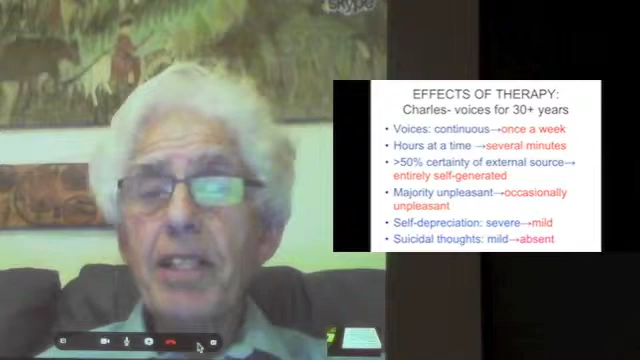 skype
EFFECTS OF THERAPY:
Charles- voices for 30+ years
• Voices: continuous→once a week
• Hours at a time →several minutes
• >50% certainty of external source→
entirely self-generated
• Majority unpleasant→occasionally
unpleasant
• Self-depreciation: severe→mild
• Suicidal thoughts: mild→absent